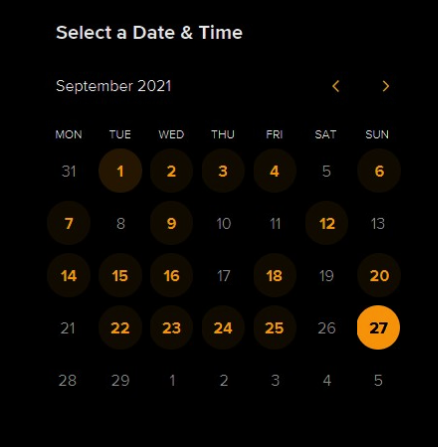 Select a Date & Time
September 2021
MON TUE WED THU FRI SAT SUN
31 1 2 3 4 5 6
7 8 9 10 11 12 13
14 15 16 17 18 19 20
21 22 23 24 25 26 27
28 29 1 2 3 4 5